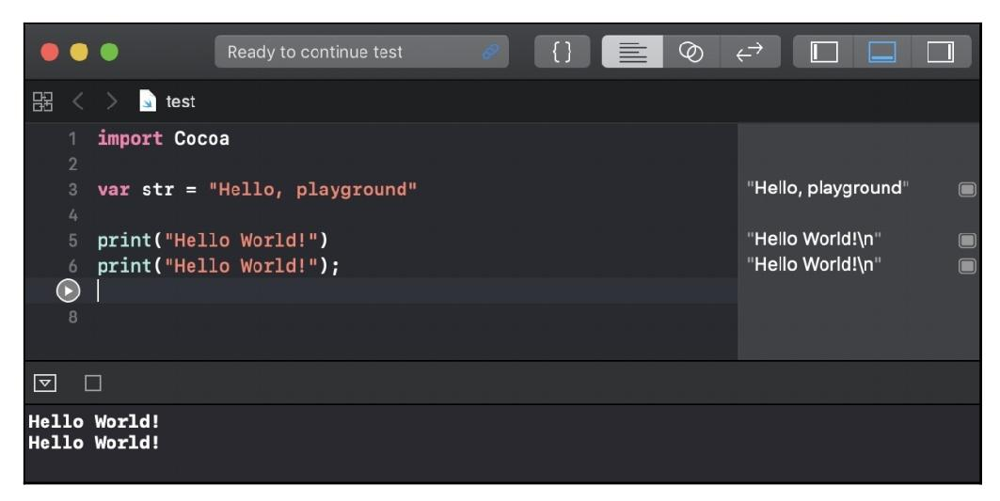 Ready to continue test
{ }
test
1 import Cocoa
2
3 var str = "Hello, playground"
"Hello, playground"
4
5 print("Hello World!")
"Hello World!\n"
6 print("Hello World!");
"Hello World!\n"
8
Hello World!
Hello World!